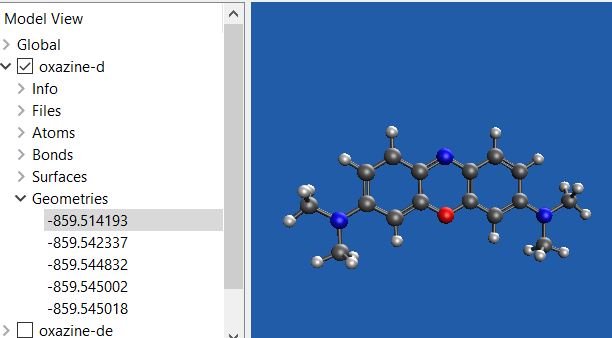 Model View
Global
oxazine-d
Info
Files
Atoms
Bonds
Surfaces
Geometries
-859.514193
-859.542337
-859.544832
-859.545002
-859.545018
oxazine-de